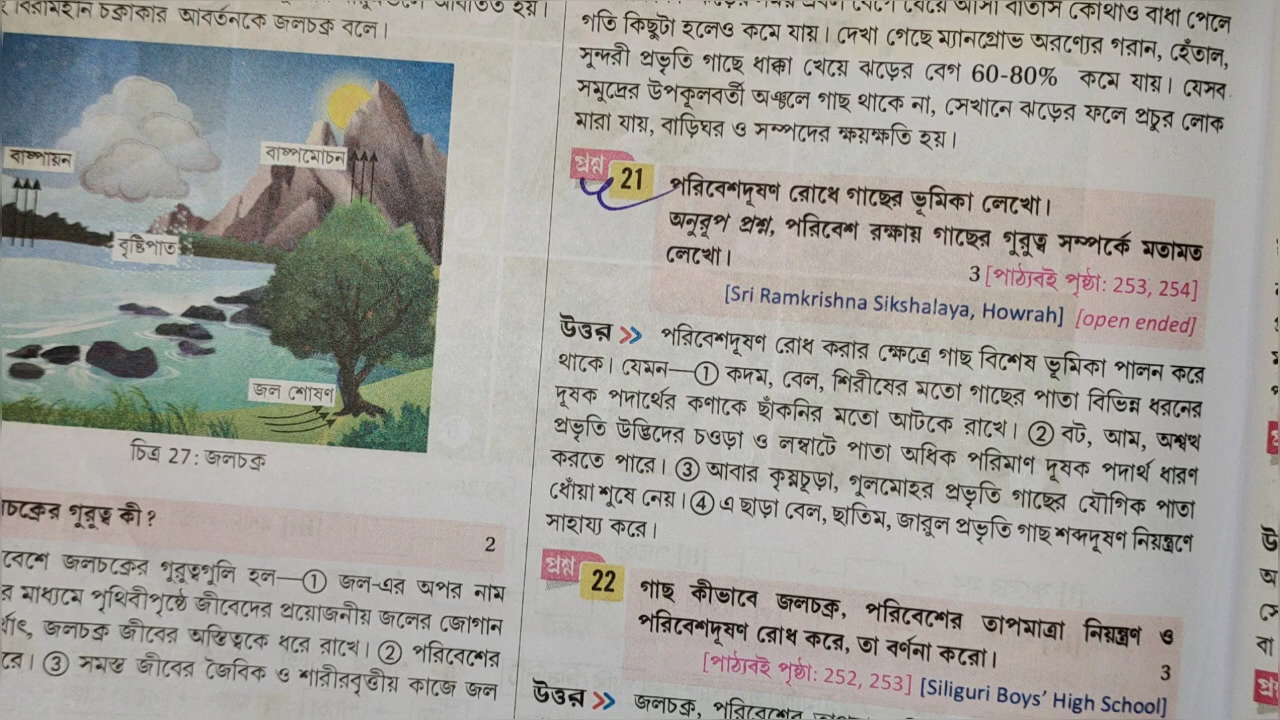 বিরামহীন চক্রাকার আবর্তনকে জলচক্র বলে।
বাষ্পায়ন
বাষ্পমোচন
বৃষ্টিপাত
জল শোষণ
চিত্র 27: জলচক্র
গুরুত্ব কী?
2
জলচক্রের গুরুত্বগুলি হল—① জল-এর অপর নাম
মাধ্যমে পৃথিবীপৃষ্ঠে জীবেদের প্রয়োজনীয় জলের জোগান
জলচক্র জীবের অস্তিত্বকে ধরে রাখে। ② পরিবেশের
③ সমস্ত জীবের জৈবিক ও শারীরবৃত্তীয় কাজে জল
বাতাস কোথাও বাধা পেলে
গতি কিছুটা হলেও কমে যায়। দেখা গেছে ম্যানগ্রোভ অরণ্যের গরান, হেঁতাল,
সুন্দরী প্রভৃতি গাছে ধাক্কা খেয়ে ঝড়ের বেগ 60-80% কমে যায়। যেসব
সমুদ্রের উপকূলবর্তী অঞ্চলে গাছ থাকে না, সেখানে ঝড়ের ফলে প্রচুর লোক
মারা যায়, বাড়িঘর ও সম্পদের ক্ষয়ক্ষতি হয়।
প্রশ্ন 21 পরিবেশদূষণ রোধে গাছের ভূমিকা লেখো।
অনুরূপ প্রশ্ন, পরিবেশ রক্ষায় গাছের গুরুত্ব সম্পর্কে মতামত
লেখো।
3 [পাঠ্যবই পৃষ্ঠা: 253, 254]
[Sri Ramkrishna Sikshalaya, Howrah] [open ended]
উত্তর >> পরিবেশদূষণ রোধ করার ক্ষেত্রে গাছ বিশেষ ভূমিকা পালন করে
থাকে। যেমন—① কদম, বেল, শিরীষের মতো গাছের পাতা বিভিন্ন ধরনের
দূষক পদার্থের কণাকে ছাঁকনির মতো আটকে রাখে। ② বট, আম, অশ্বত্থ
প্রভৃতি উদ্ভিদের চওড়া ও লম্বাটে পাতা অধিক পরিমাণ দূষক পদার্থ ধারণ
করতে পারে। ③ আবার কৃষ্ণচূড়া, গুলমোহর প্রভৃতি গাছের যৌগিক পাতা
ধোঁয়া শুষে নেয়। ④ এ ছাড়া বেল, ছাতিম, জারুল প্রভৃতি গাছ শব্দদূষণ নিয়ন্ত্রণে
সাহায্য করে।
প্রশ্ন 22 গাছ কীভাবে জলচক্র, পরিবেশের তাপমাত্রা নিয়ন্ত্রণ ও
পরিবেশদূষণ রোধ করে, তা বর্ণনা করো।
3
[পাঠ্যবই পৃষ্ঠা: 252, 253] [Siliguri Boys' High School]
উত্তর >> জলচক্র, পরিবেশের